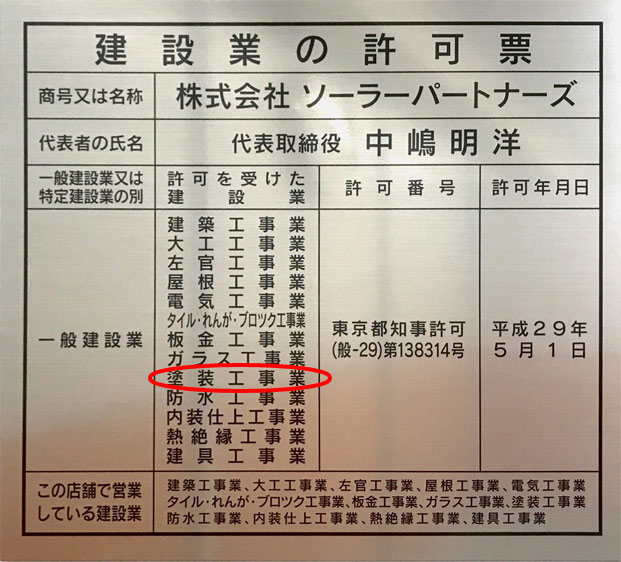 建設業の許可票
商号又は名称
株式会社 ソーラーパートナーズ
代表者の氏名
代表取締役 中嶋明洋
一般建設業又は
特定建設業の別
許可を受けた
建設業
許可番号
許可年月日
一般建設業
建築工事業
大工工事業
左官工事業
屋根工事業
電気工事業
タイル・れんが・ブロツク工事業
板金工事業
ガラス工事業
塗装工事業
防水工事業
内装仕上工事業
熱絶縁工事業
建具工事業
東京都知事許可
(般-29)第138314号
平成29年
5月1日
この店舗で営業
している建設業
建築工事業、大工工事業、左官工事業、屋根工事業、電気工事業
タイル・れんが・ブロツク工事業、板金工事業、ガラス工事業、塗装工事業
防水工事業、内装仕上工事業、熱絶縁工事業、建具工事業